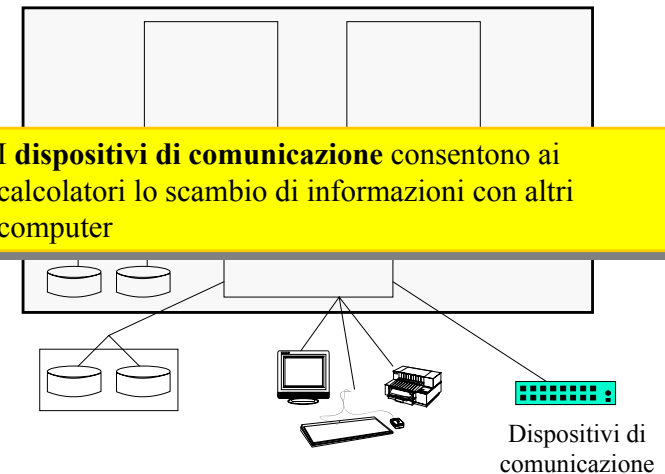 I dispositivi di comunicazione consentono ai
calcolatori lo scambio di informazioni con altri
computer
Dispositivi di
comunicazione